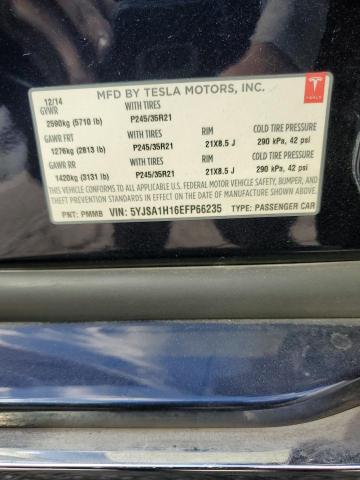 MFD BY TESLA MOTORS, INC.
12/14
GVWR WITH TIRES
2590kg (5710 lb) P245/35R21
GAWR FRT WITH TIRES RIM COLD TIRE PRESSURE
1276kg (2813 lb) P245/35R21 21X8.5 J 290 kPa, 42 psi
GAWR RR WITH TIRES RIM COLD TIRE PRESSURE
1420kg (3131 lb) P245/35R21 21X8.5 J 290 kPa, 42 psi
THIS VEHICLE CONFORMS TO ALL APPLICABLE U.S. FEDERAL MOTOR VEHICLE SAFETY, BUMPER, AND
THEFT PREVENTION STANDARDS IN EFFECT ON THE DATE OF MANUFACTURE SHOWN ABOVE.
PNT: PMMB VIN: 5YJSA1H16EFP66235 TYPE: PASSENGER CAR
TESLA